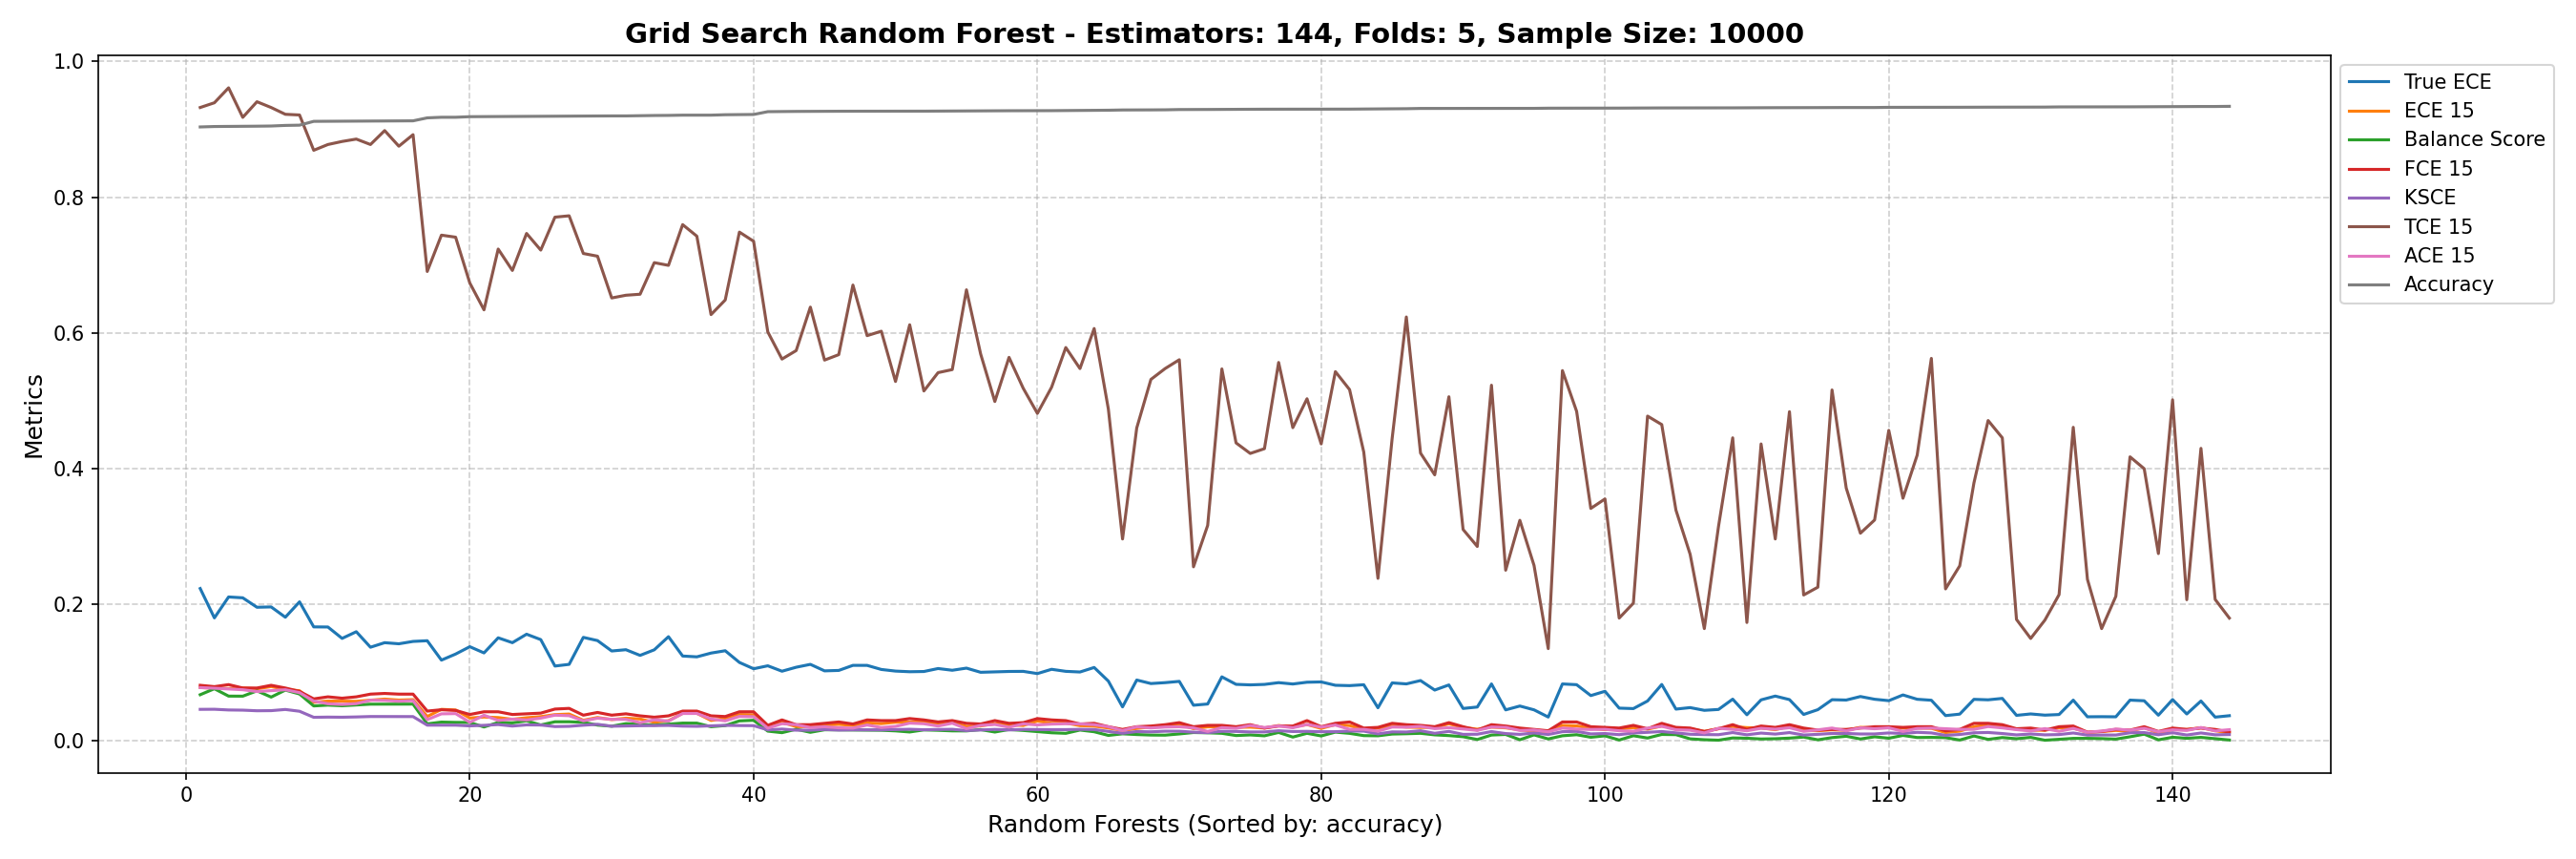 Grid Search Random Forest - Estimators: 144, Folds: 5, Sample Size: 10000
1.0
0.8
0.6
0.4
0.2
0.0
Metrics
0 20 40 60 80 100 120 140
Random Forests (Sorted by: accuracy)
True ECE
ECE 15
Balance Score
FCE 15
KSCE
TCE 15
ACE 15
Accuracy